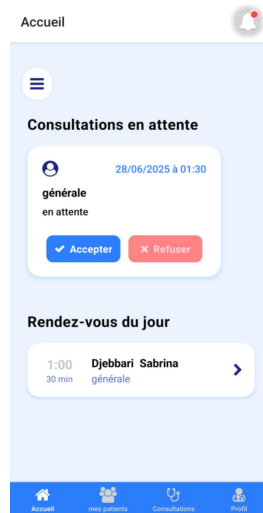 Accueil
Consultations en attente
28/06/2025 à 01:30
générale
en attente
Accepter
Refuser
Rendez-vous du jour
1:00
Djebbari Sabrina
30 min
générale
Accueil
mes patients
Consultations
Profil